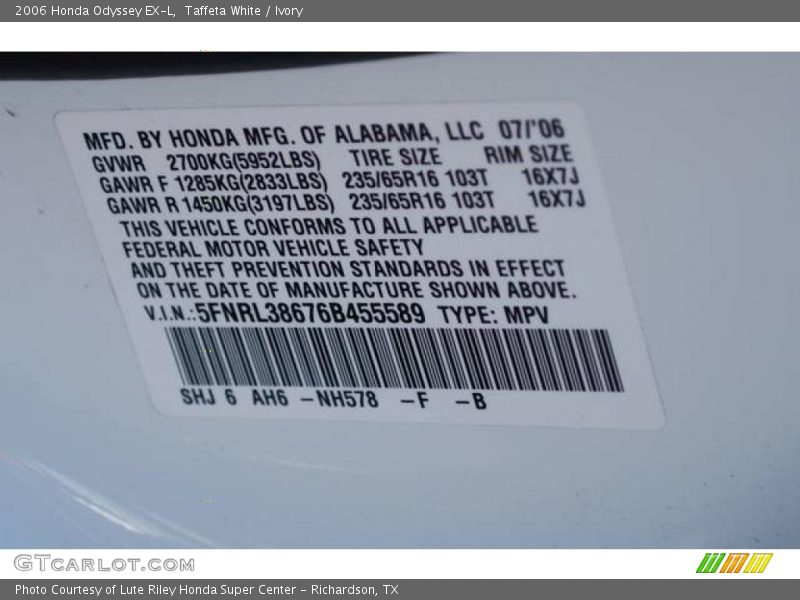 2006 Honda Odyssey EX-L, Taffeta White / Ivory
MFD. BY HONDA MFG. OF ALABAMA, LLC 07/'06
GVWR 2700KG(5952LBS) TIRE SIZE RIM SIZE
GAWR F 1285KG(2833LBS) 235/65R16 103T 16X7J
GAWR R 1450KG(3197LBS) 235/65R16 103T 16X7J
THIS VEHICLE CONFORMS TO ALL APPLICABLE
FEDERAL MOTOR VEHICLE SAFETY
AND THEFT PREVENTION STANDARDS IN EFFECT
ON THE DATE OF MANUFACTURE SHOWN ABOVE.
V.I.N.:5FNRL38676B455589 TYPE: MPV
SHJ 6 AH6 -NH578 -F -B
GTCARLOT.COM
Photo Courtesy of Lute Riley Honda Super Center - Richardson, TX